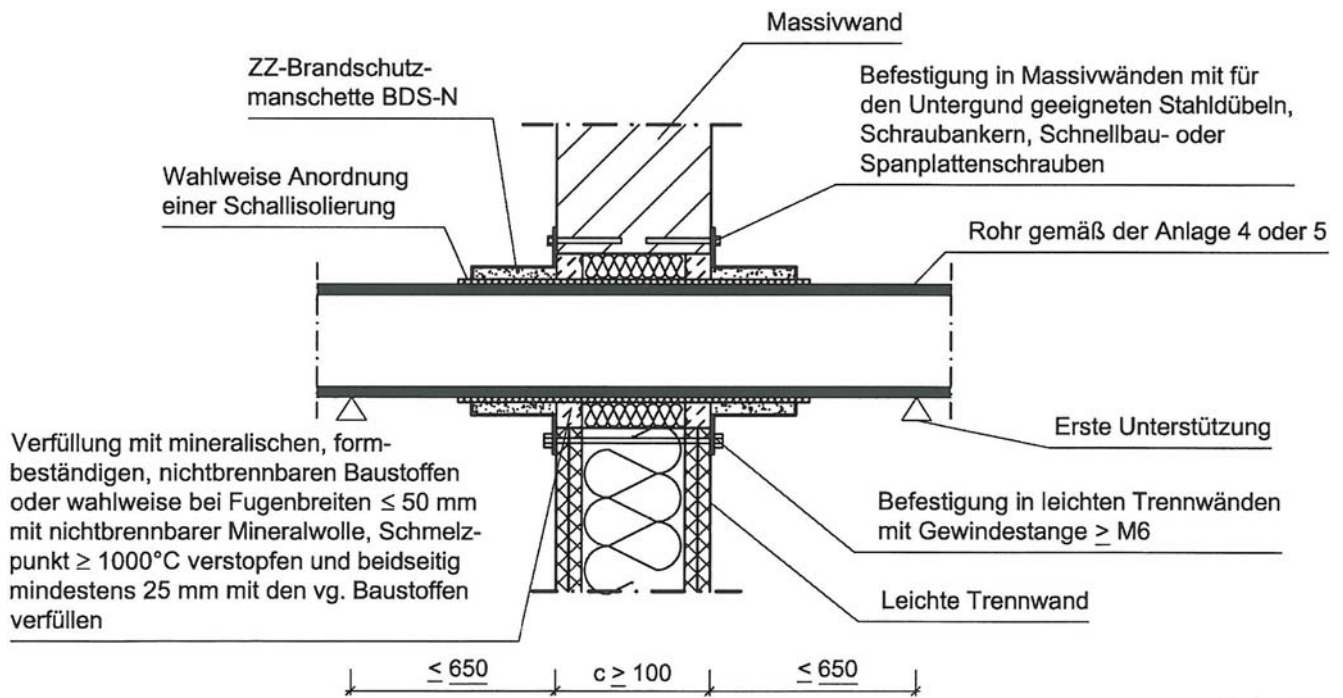 Massivwand
ZZ-Brandschutz-
manschette BDS-N
Befestigung in Massivwänden mit für
den Untergund geeigneten Stahldübeln,
Schraubankern, Schnellbau- oder
Spanplattenschrauben
Wahlweise Anordnung
einer Schallisolierung
Rohr gemäß der Anlage 4 oder 5
Erste Unterstützung
Verfüllung mit mineralischen, form-
beständigen, nichtbrennbaren Baustoffen
oder wahlweise bei Fugenbreiten ≤ 50 mm
mit nichtbrennbarer Mineralwolle, Schmelz-
punkt ≥ 1000°C verstopfen und beidseitig
mindestens 25 mm mit den vg. Baustoffen
verfüllen
Befestigung in leichten Trennwänden
mit Gewindestange ≥ M6
Leichte Trennwand
≤ 650 c ≥ 100 ≤ 650